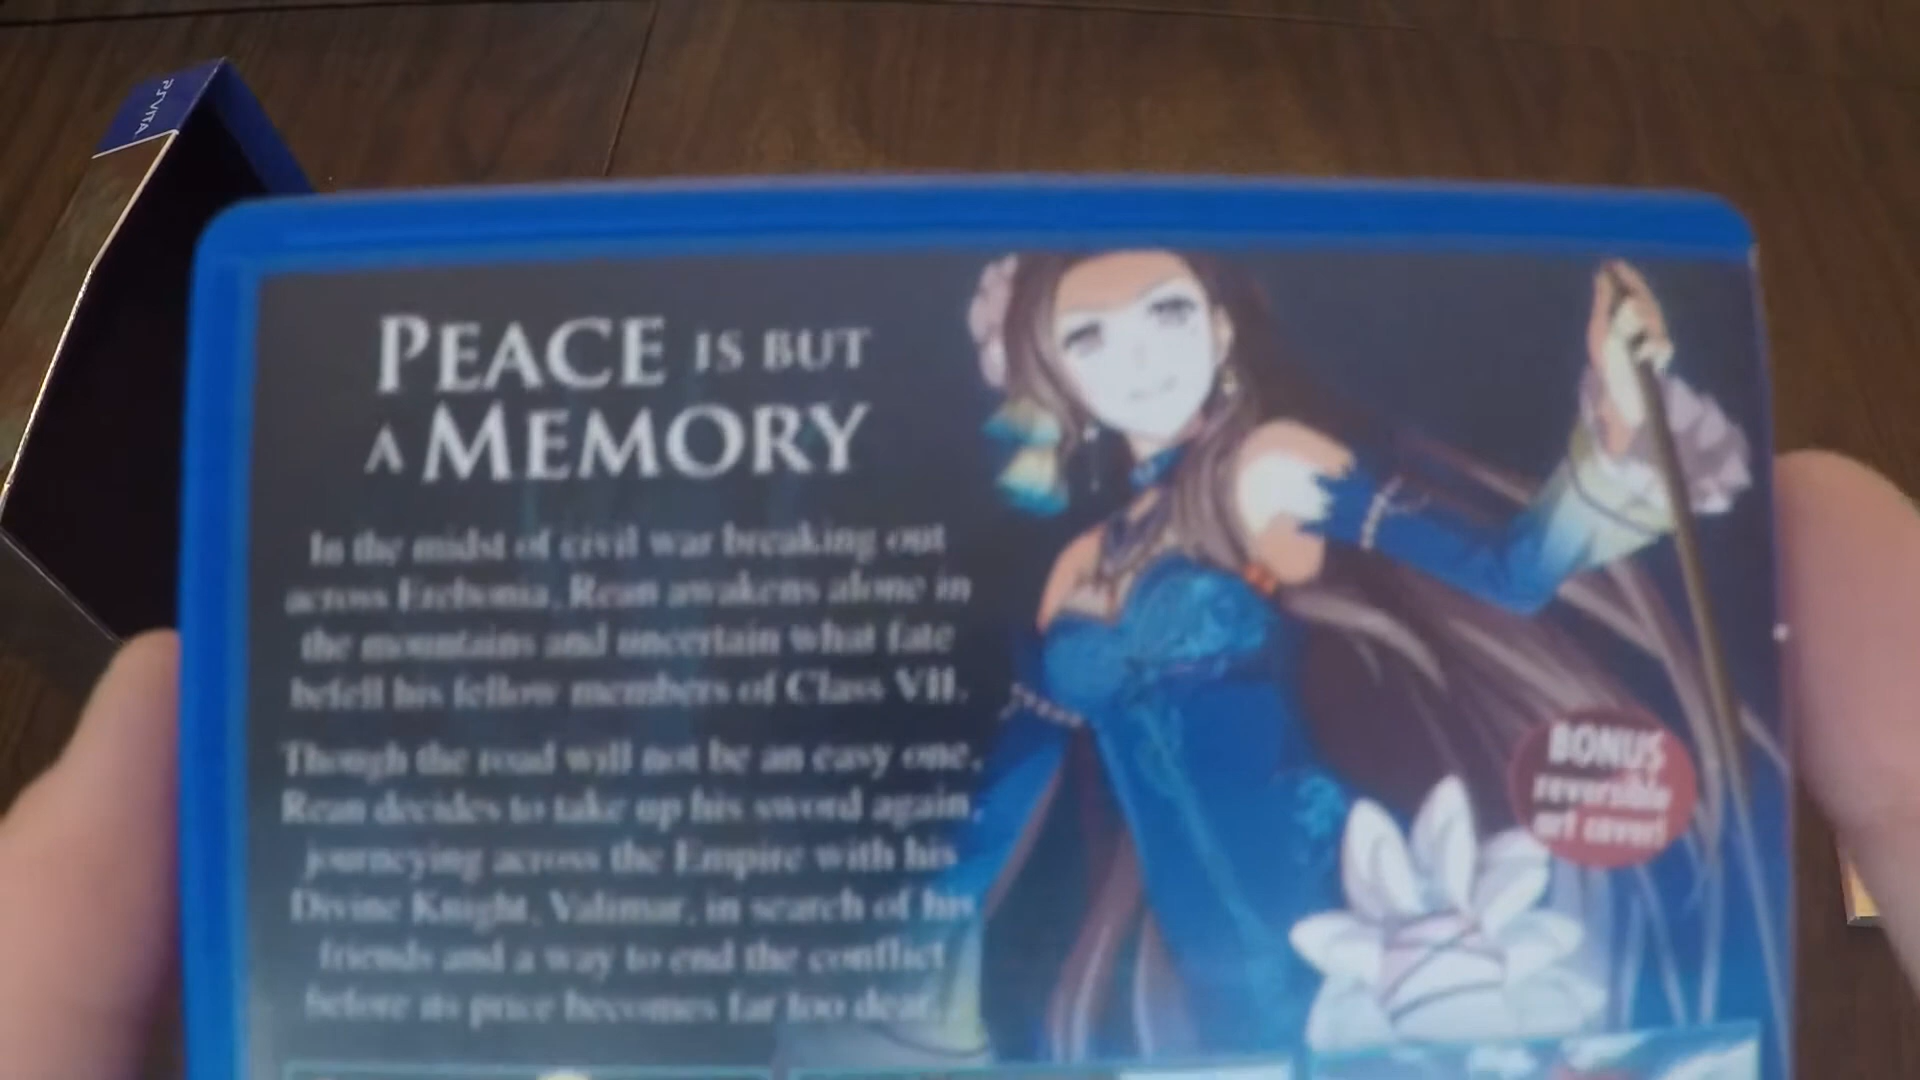 PSVITA
PEACE IS BUT
A MEMORY
In the midst of civil war breaking out
across Erebonia, Rean awakens alone in
the mountains and uncertain what fate
befell his fellow members of Class VII.
Though the road will not be an easy one,
Rean decides to take up his sword again,
journeying across the Empire with his
Divine Knight, Valimar, in search of his
friends and a way to end the conflict
before its price becomes far too dear.
BONUS
reversible
art cover!